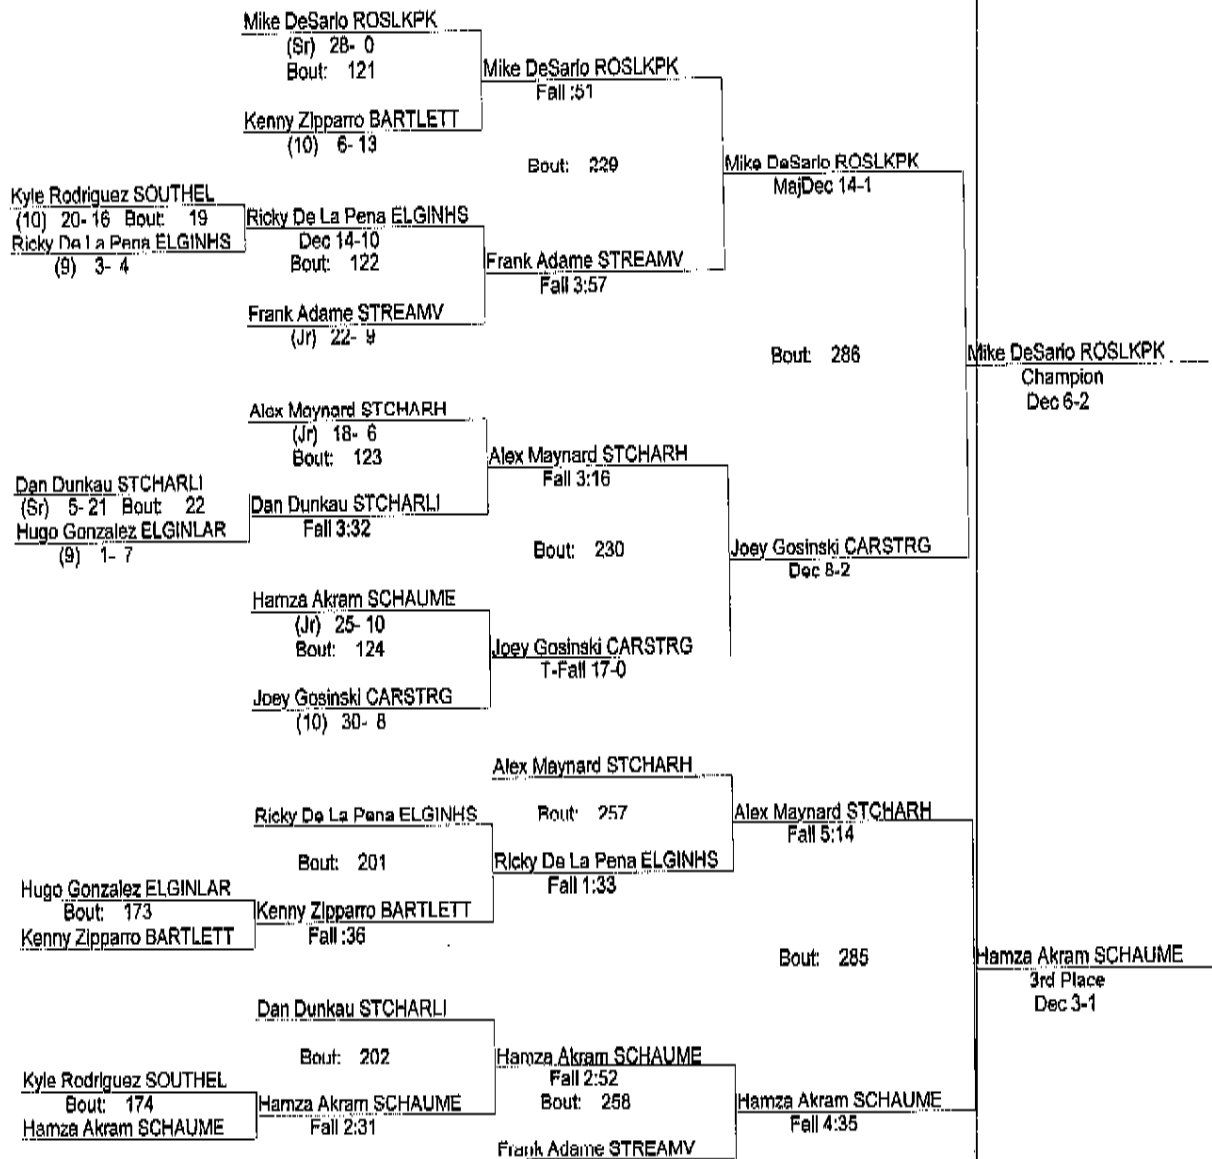 Mike DeSario ROSLKPK
(Sr) 28- 0
Bout: 121
Mike DeSario ROSLKPK
Fall :51
Kenny Zipparro BARTLETT
(10) 6- 13
Bout: 229
Mike DeSario ROSLKPK
MajDec 14-1
Kyle Rodriguez SOUTHEL
(10) 20- 16 Bout: 19
Ricky De La Pena ELGINHS
(9) 3- 4
Ricky De La Pena ELGINHS
Dec 14-10
Bout: 122
Frank Adame STREAMV
Fall 3:57
Frank Adame STREAMV
(Jr) 22- 9
Bout: 286
Mike DeSario ROSLKPK
Champion
Dec 6-2
Alex Maynard STCHARH
(Jr) 18- 6
Bout: 123
Alex Maynard STCHARH
Fall 3:16
Dan Dunkau STCHARLI
(Sr) 5- 21 Bout: 22
Hugo Gonzalez ELGINLAR
(9) 1- 7
Dan Dunkau STCHARLI
Fall 3:32
Bout: 230
Joey Gosinski CARSTRG
Dec 8-2
Hamza Akram SCHAUME
(Jr) 25- 10
Bout: 124
Joey Gosinski CARSTRG
T-Fall 17-0
Joey Gosinski CARSTRG
(10) 30- 8
Alex Maynard STCHARH
Bout: 257
Alex Maynard STCHARH
Fall 5:14
Ricky De La Pena ELGINHS
Bout: 201
Ricky De La Pena ELGINHS
Fall 1:33
Hugo Gonzalez ELGINLAR
Bout: 173
Kenny Zipparro BARTLETT
Kenny Zipparro BARTLETT
Fall :36
Bout: 285
Hamza Akram SCHAUME
3rd Place
Dec 3-1
Dan Dunkau STCHARLI
Bout: 202
Hamza Akram SCHAUME
Fall 2:52
Bout: 258
Kyle Rodriguez SOUTHEL
Bout: 174
Hamza Akram SCHAUME
Hamza Akram SCHAUME
Fall 2:31
Hamza Akram SCHAUME
Fall 4:35
Frank Adame STREAMV